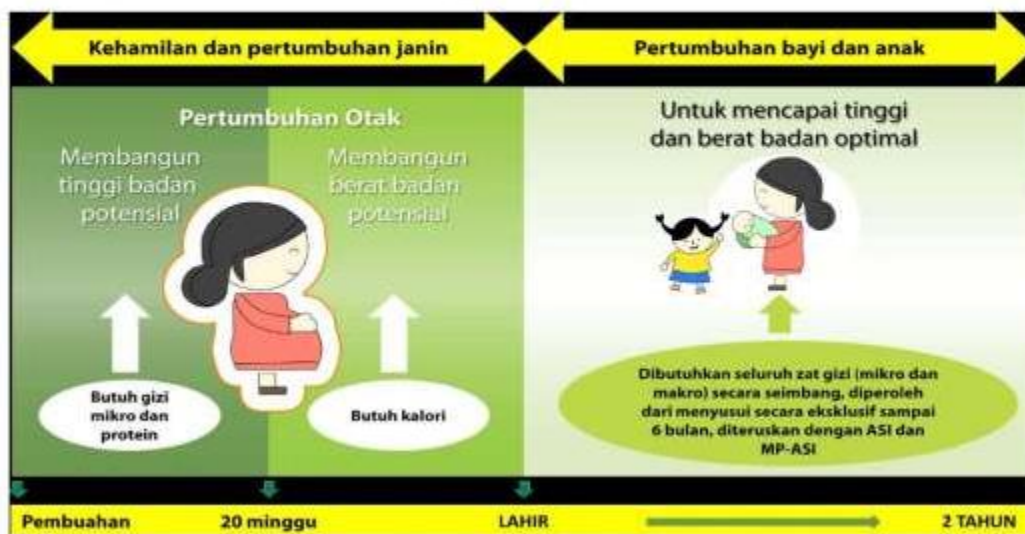 Kehamilan dan pertumbuhan janin
Pertumbuhan bayi dan anak
Pertumbuhan Otak
Membangun
tinggi badan
potensial
Membangun
berat badan
potensial
Butuh gizi
mikro dan
protein
Butuh kalori
Untuk mencapai tinggi
dan berat badan optimal
Dibutuhkan seluruh zat gizi (mikro dan
makro) secara seimbang, diperoleh
dari menyusui secara eksklusif sampai
6 bulan, diteruskan dengan ASI dan
MP-ASI
Pembuahan
20 minggu
LAHIR
2 TAHUN